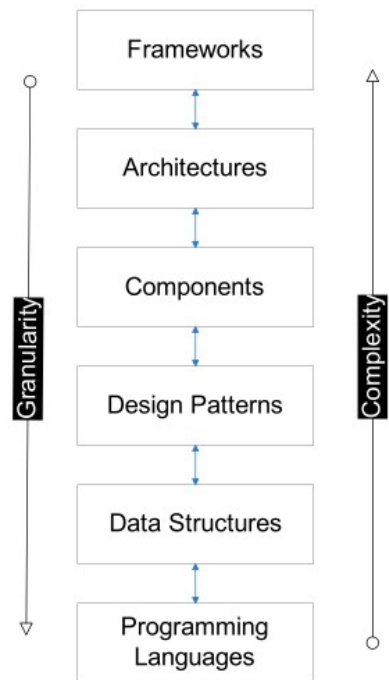 Frameworks
Architectures
Components
Design Patterns
Data Structures
Programming
Languages
Granularity
Complexity